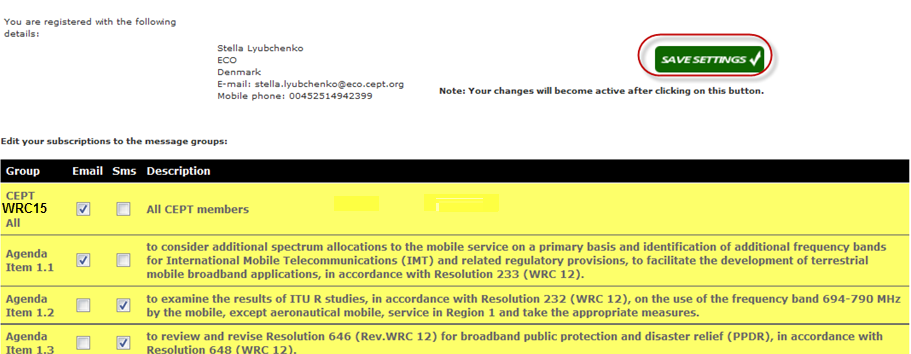 You are registered with the following
details:
Stella Lyubchenko
ECO
Denmark
E-mail: stella.lyubchenko@eco.cept.org
Mobile phone: 00452514942399
SAVE SETTINGS
Note: Your changes will become active after clicking on this button.
Edit your subscriptions to the message groups:
Group Email Sms Description
CEPT
WRC15
All
All CEPT members
Agenda
Item 1.1
to consider additional spectrum allocations to the mobile service on a primary basis and identification of additional frequency bands
for International Mobile Telecommunications (IMT) and related regulatory provisions, to facilitate the development of terrestrial
mobile broadband applications, in accordance with Resolution 233 (WRC 12).
Agenda
Item 1.2
to examine the results of ITU R studies, in accordance with Resolution 232 (WRC 12), on the use of the frequency band 694-790 MHz
by the mobile, except aeronautical mobile, service in Region 1 and take the appropriate measures.
Agenda
Item 1.3
to review and revise Resolution 646 (Rev.WRC 12) for broadband public protection and disaster relief (PPDR), in accordance with
Resolution 648 (WRC 12).